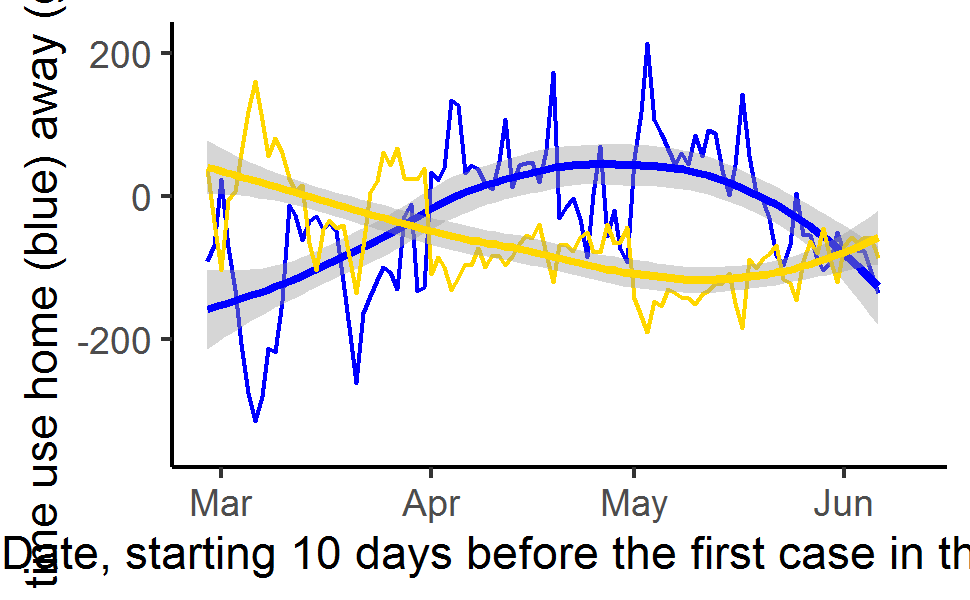 time use home (blue) away (
200
0
-200
Mar Apr May Jun
Date, starting 10 days before the first case in th